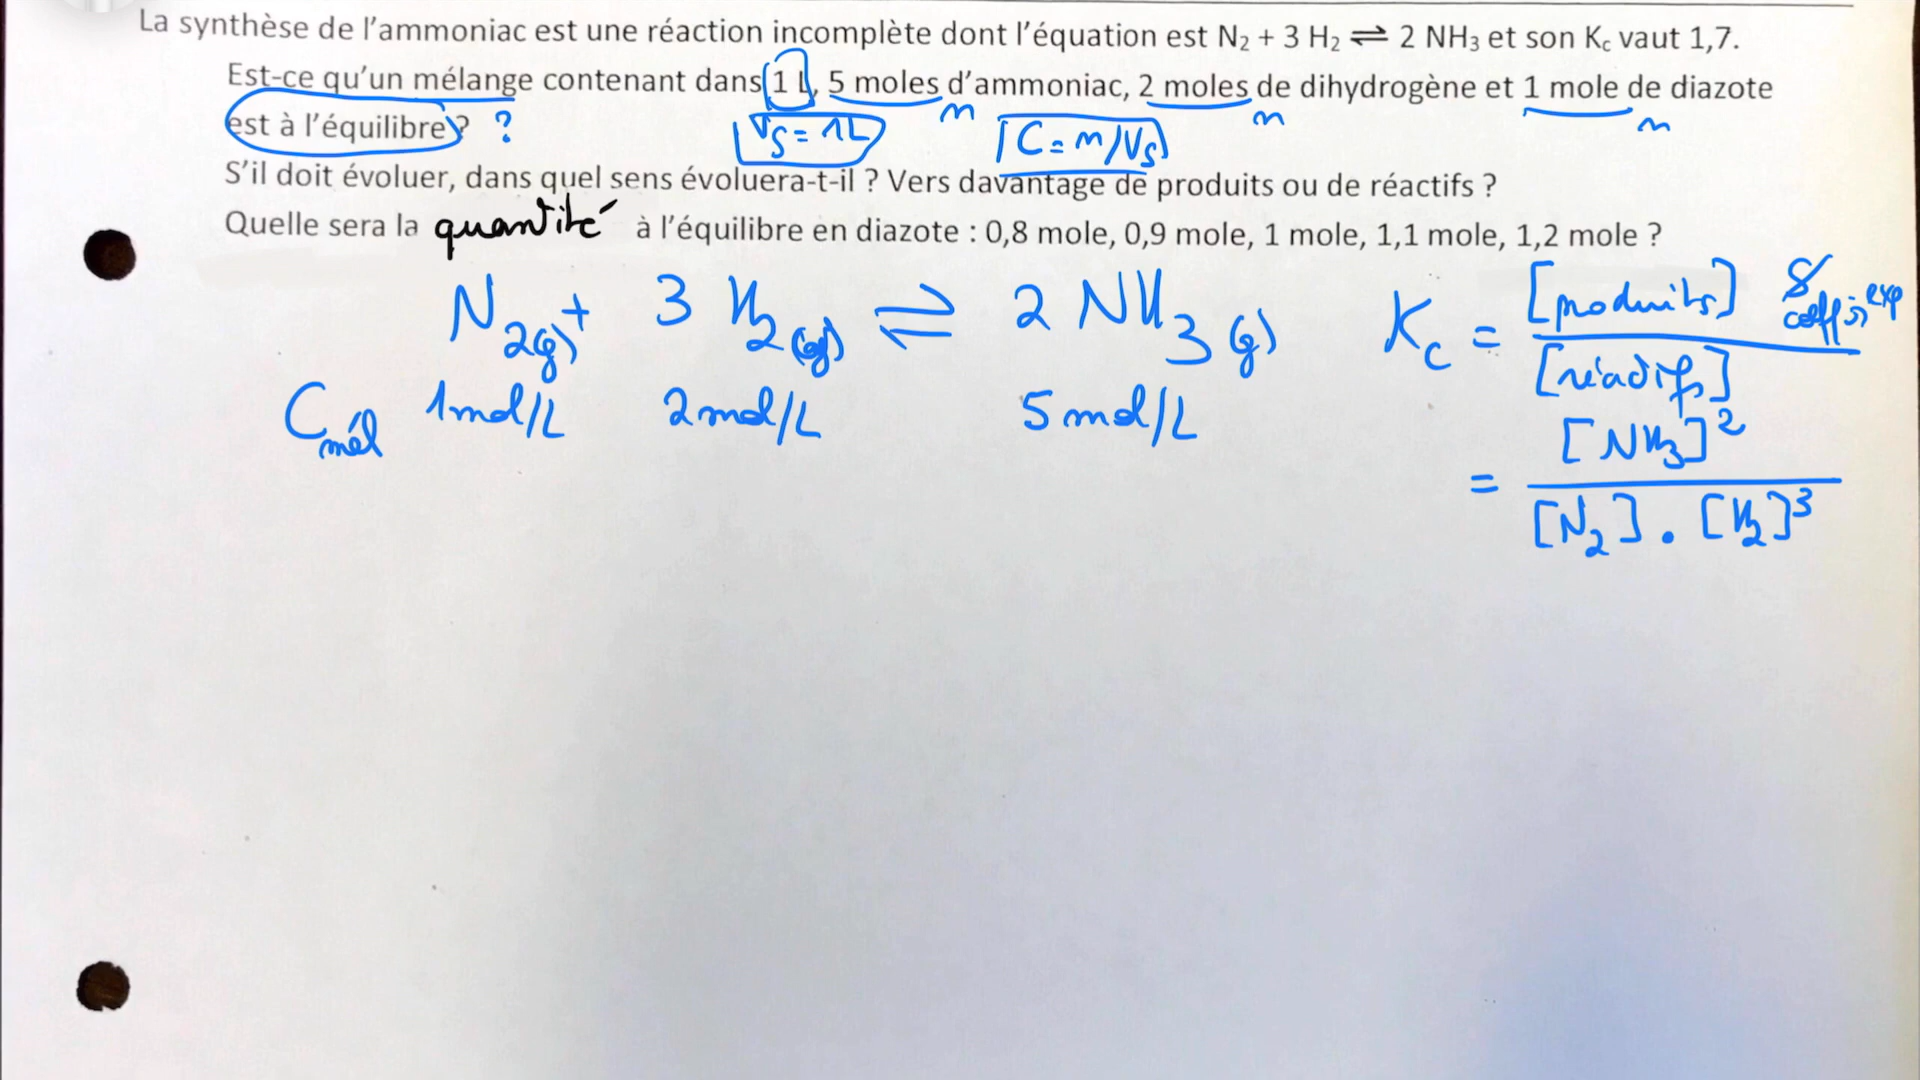 La synthèse de l'ammoniac est une réaction incomplète dont l'équation est N₂ + 3 H₂ ⇌ 2 NH₃ et son Kc vaut 1,7.
Est-ce qu'un mélange contenant dans 1 L, 5 moles d'ammoniac, 2 moles de dihydrogène et 1 mole de diazote
est à l'équilibre ? ?
n n n
Vs = 1L C = n/Vs
S'il doit évoluer, dans quel sens évoluera-t-il ? Vers davantage de produits ou de réactifs ?
Quelle sera la quantité à l'équilibre en diazote : 0,8 mole, 0,9 mole, 1 mole, 1,1 mole, 1,2 mole ?
N₂(g) + 3 H₂(g) ⇌ 2 NH₃(g) Kc = [produits] / [réactifs] & coeff exp
Cmél 1mol/L 2mol/L 5mol/L
= [NH₃]² / [N₂] . [H₂]³